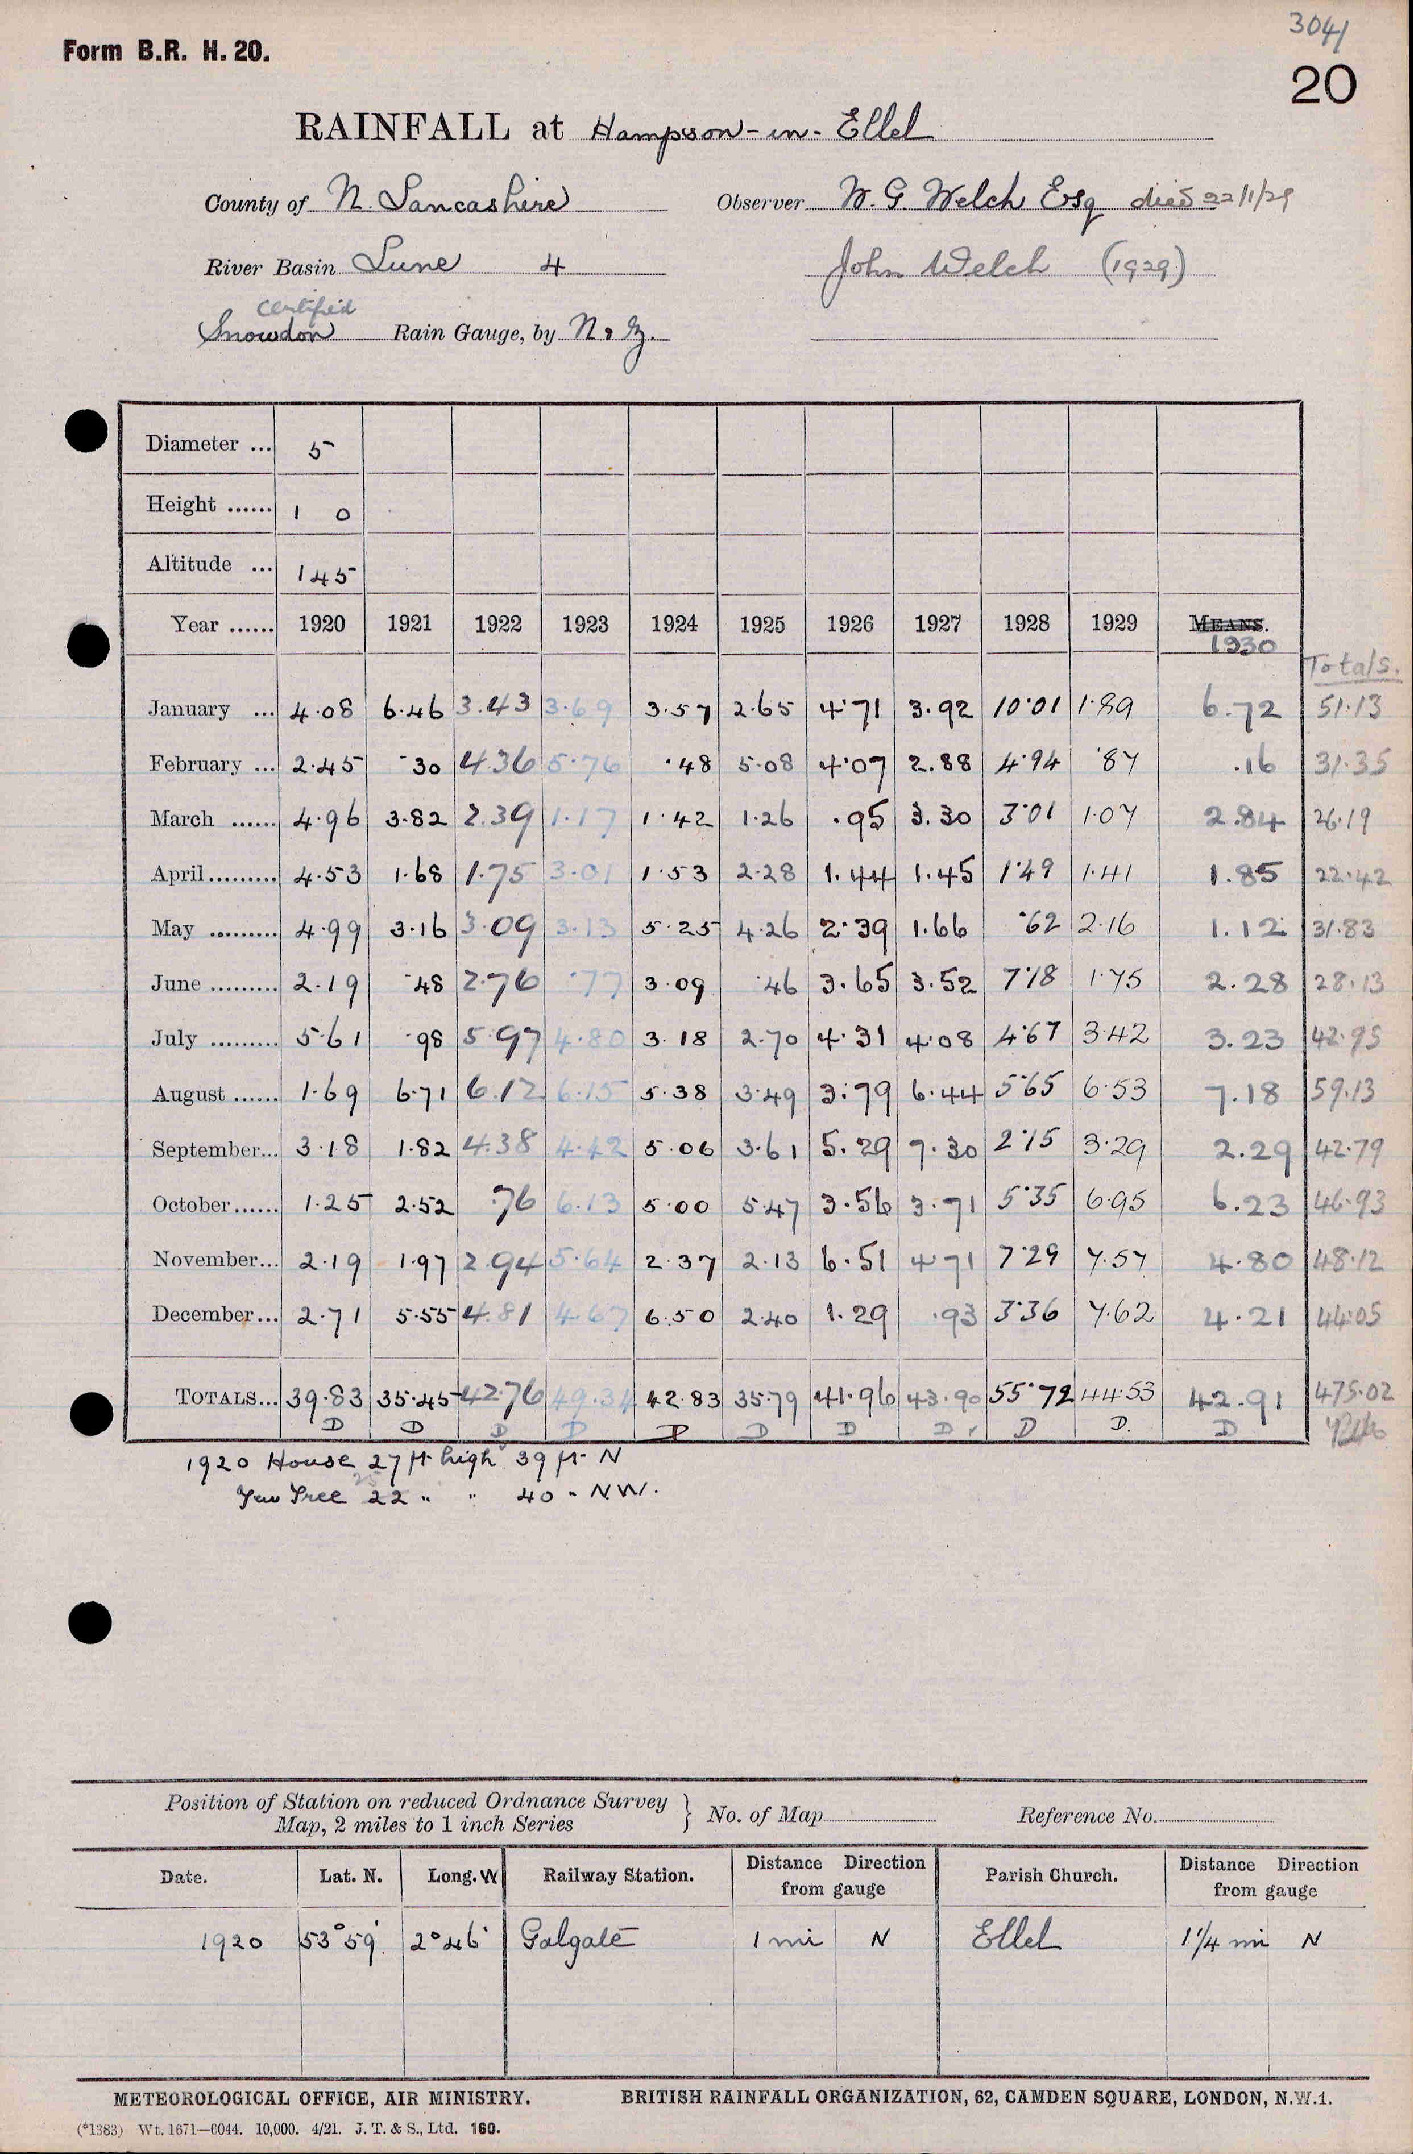 3041
Form B.R. H. 20.
20
RAINFALL at Hampson-in-Ellel
County of N. Lancashire Observer W. G. Welch Esq died 22/1/29
River Basin Lune 4 John Welch (1929)
certified
Snowdon Rain Gauge, by N. & Z.
Diameter ... 5
Height ...... 1 0
Altitude ... 145
Year ...... 1920 1921 1922 1923 1924 1925 1926 1927 1928 1929 MEANS.
1930
Totals.
January ... 4.08 6.46 3.43 3.69 3.57 2.65 4.71 3.92 10.01 1.89 6.72 51.13
February ... 2.45 .30 4.36 5.76 .48 5.08 4.07 2.88 4.94 .87 .16 31.35
March ...... 4.96 3.82 2.39 1.17 1.42 1.26 .95 3.30 3.01 1.07 2.84 26.19
April ......... 4.53 1.68 1.75 3.01 1.53 2.28 1.44 1.45 1.49 1.41 1.85 22.42
May ......... 4.99 3.16 3.09 3.13 5.25 4.26 2.39 1.66 .62 2.16 1.12 31.83
June ......... 2.19 .48 2.76 .77 3.09 .46 3.65 3.52 7.18 1.75 2.28 28.13
July ......... 5.61 .98 5.97 4.80 3.18 2.70 4.31 4.08 4.67 3.42 3.23 42.95
August ...... 1.69 6.71 6.12 6.15 5.38 3.49 3.79 6.44 5.65 6.53 7.18 59.13
September... 3.18 1.82 4.38 4.42 5.06 3.61 5.29 7.30 2.15 3.29 2.29 42.79
October ...... 1.25 2.52 .76 6.13 5.00 5.47 3.56 3.71 5.35 6.95 6.23 46.93
November... 2.19 1.97 2.94 5.64 2.37 2.13 6.51 4.71 7.29 7.57 4.80 48.12
December... 2.71 5.55 4.81 4.67 6.50 2.40 1.29 .93 3.36 7.62 4.21 44.05
TOTALS... 39.83 35.45 42.76 49.34 42.83 35.79 41.96 43.90 55.72 44.53 42.91 475.02
D D D D D D D D D D. D
1920 House 27 ft high 39 ft N
25
Yew Tree 22 " " 40 " N.W.
Position of Station on reduced Ordnance Survey
Map, 2 miles to 1 inch Series } No. of Map Reference No.
Date. Lat. N. Long. W Railway Station. Distance Direction from gauge Parish Church. Distance Direction from gauge
1920 53° 59' 2° 46' Galgate 1 mi N Ellel 1 1/4 mi N
METEOROLOGICAL OFFICE, AIR MINISTRY. BRITISH RAINFALL ORGANIZATION, 62, CAMDEN SQUARE, LONDON, N.W.1.
(*1383) Wt. 1671—6044. 10,000. 4/21. J. T. & S., Ltd. 160.